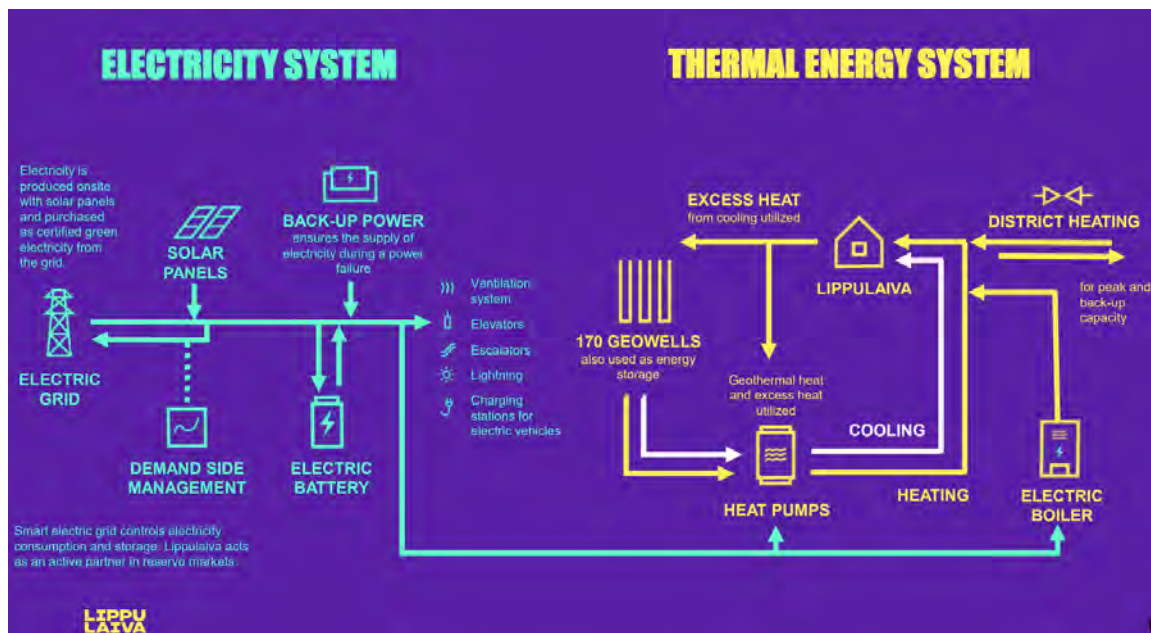 ELECTRICITY SYSTEM
THERMAL ENERGY SYSTEM
Electricity is
produced onsite
with solar panels
and purchased
as certified green
electricity from
the grid.
SOLAR
PANELS
BACK-UP POWER
ensures the supply of
electricity during a power
failure
ELECTRIC
GRID
DEMAND SIDE
MANAGEMENT
ELECTRIC
BATTERY
Ventilation
system
Elevators
Escalators
Lightning
Charging
stations for
electric vehicles
Smart electric grid controls electricity
consumption and storage. Lippulaiva acts
as an active partner in reserve markets.
LIPPU
LAIVA
EXCESS HEAT
from cooling utilized
LIPPULAIVA
DISTRICT HEATING
for peak and
back-up
capacity
170 GEOWELLS
also used as energy
storage
Geothermal heat
and excess heat
utilized
COOLING
HEATING
HEAT PUMPS
ELECTRIC
BOILER